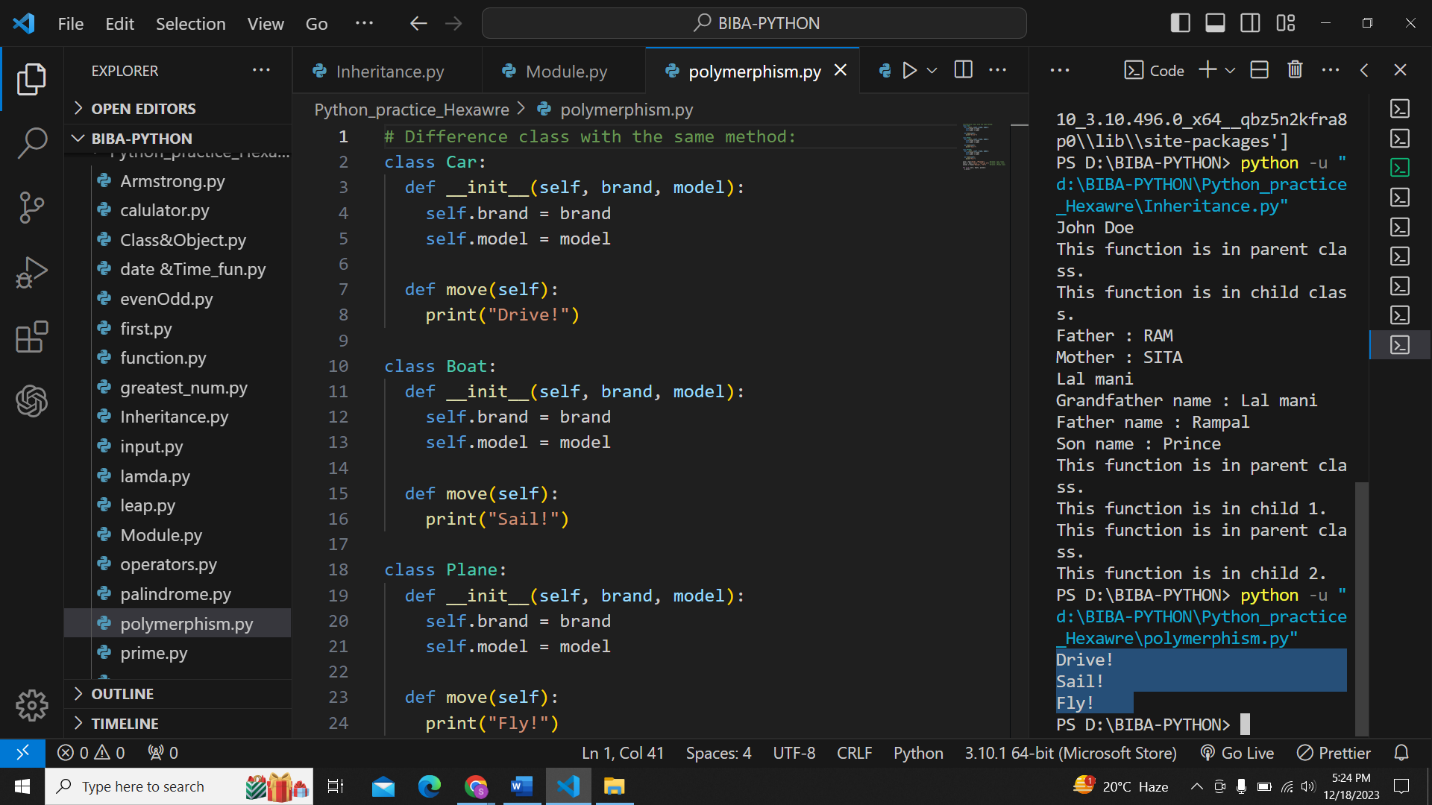 File Edit Selection View Go ··· BIBA-PYTHON
EXPLORER ···
OPEN EDITORS
BIBA-PYTHON
Python_practice_Hexa...
Armstrong.py
calulator.py
Class&Object.py
date &Time_fun.py
evenOdd.py
first.py
function.py
greatest_num.py
Inheritance.py
input.py
lamda.py
leap.py
Module.py
operators.py
palindrome.py
polymerphism.py
prime.py
OUTLINE
TIMELINE
Inheritance.py Module.py polymerphism.py
Python_practice_Hexawre > polymerphism.py
1 # Difference class with the same method:
2 class Car:
3 def __init__(self, brand, model):
4 self.brand = brand
5 self.model = model
6
7 def move(self):
8 print("Drive!")
9
10 class Boat:
11 def __init__(self, brand, model):
12 self.brand = brand
13 self.model = model
14
15 def move(self):
16 print("Sail!")
17
18 class Plane:
19 def __init__(self, brand, model):
20 self.brand = brand
21 self.model = model
22
23 def move(self):
24 print("Fly!")
··· Code ···
10_3.10.496.0_x64__qbz5n2kfra8
p0\\lib\\site-packages']
PS D:\BIBA-PYTHON> python -u "
d:\BIBA-PYTHON\Python_practice
_Hexawre\Inheritance.py"
John Doe
This function is in parent cla
ss.
This function is in child clas
s.
Father : RAM
Mother : SITA
Lal mani
Grandfather name : Lal mani
Father name : Rampal
Son name : Prince
This function is in parent cla
ss.
This function is in child 1.
This function is in parent cla
ss.
This function is in child 2.
PS D:\BIBA-PYTHON> python -u "
d:\BIBA-PYTHON\Python_practice
_Hexawre\polymerphism.py"
Drive!
Sail!
Fly!
PS D:\BIBA-PYTHON>
0 0 0 Ln 1, Col 41 Spaces: 4 UTF-8 CRLF Python 3.10.1 64-bit (Microsoft Store) Go Live Prettier
Type here to search 1 20°C Haze 5:24 PM
12/18/2023